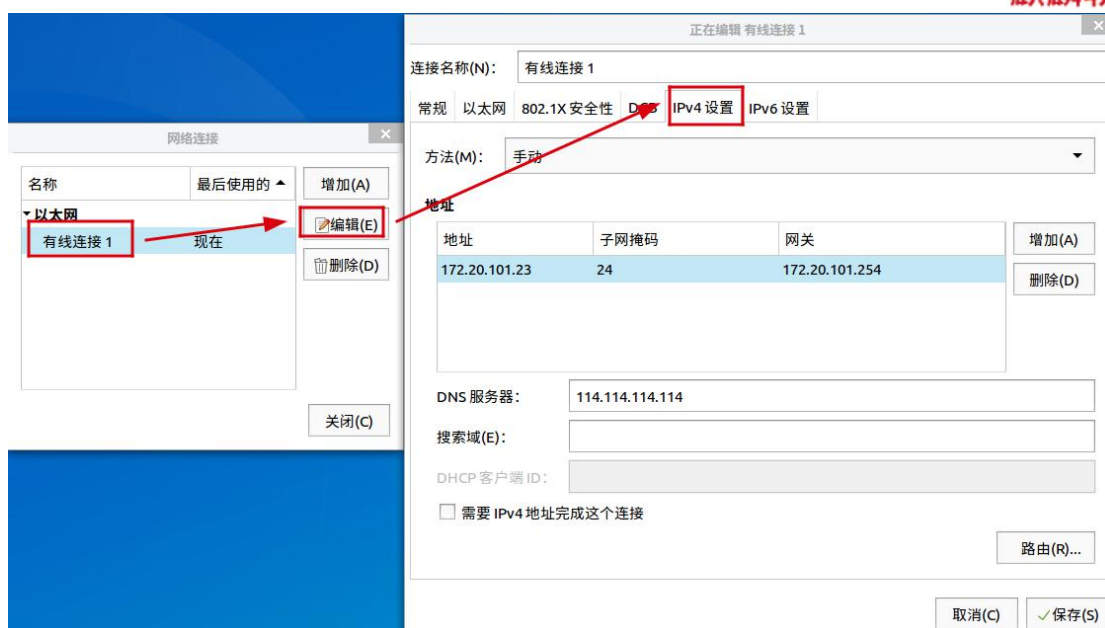 网络连接
名称
最后使用的
增加(A)
以太网
编辑(E)
有线连接 1
现在
删除(D)
关闭(C)
正在编辑 有线连接 1
连接名称(N)：
有线连接 1
常规 以太网 802.1X 安全性 DCB IPv4 设置 IPv6 设置
方法(M)：
手动
地址
地址 子网掩码 网关
增加(A)
172.20.101.23 24 172.20.101.254
删除(D)
DNS 服务器：
114.114.114.114
搜索域(E)：
DHCP 客户端 ID：
需要 IPv4 地址完成这个连接
路由(R)...
取消(C)
保存(S)